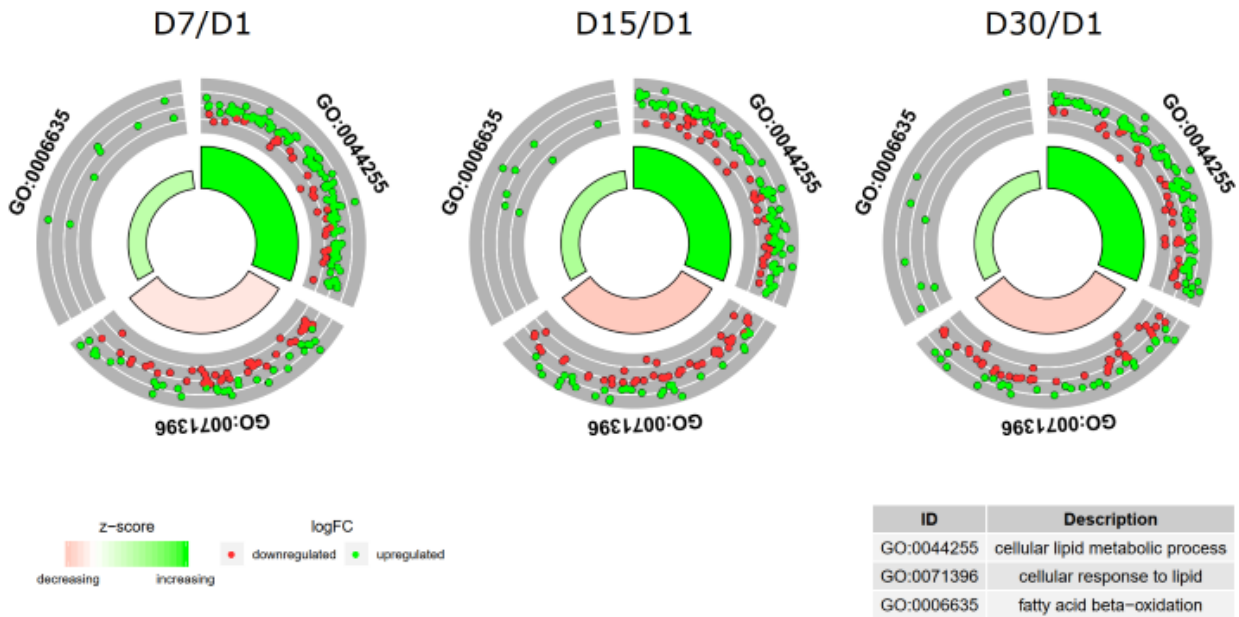 D7/D1 D15/D1 D30/D1
GO:0006635 GO:0044255 GO:0071396
GO:0006635 GO:0044255 GO:0071396
GO:0006635 GO:0044255 GO:0071396
z−score logFC
downregulated upregulated
decreasing increasing
ID Description
GO:0044255 cellular lipid metabolic process
GO:0071396 cellular response to lipid
GO:0006635 fatty acid beta−oxidation